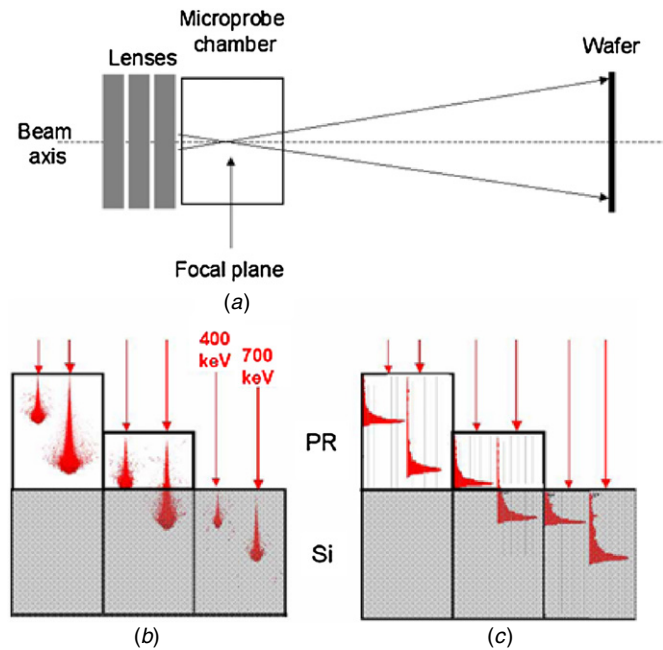 Microprobe
chamber
Lenses
Wafer
Beam
axis
Focal plane
(a)
400
keV
700
keV
PR
Si
(b)
(c)